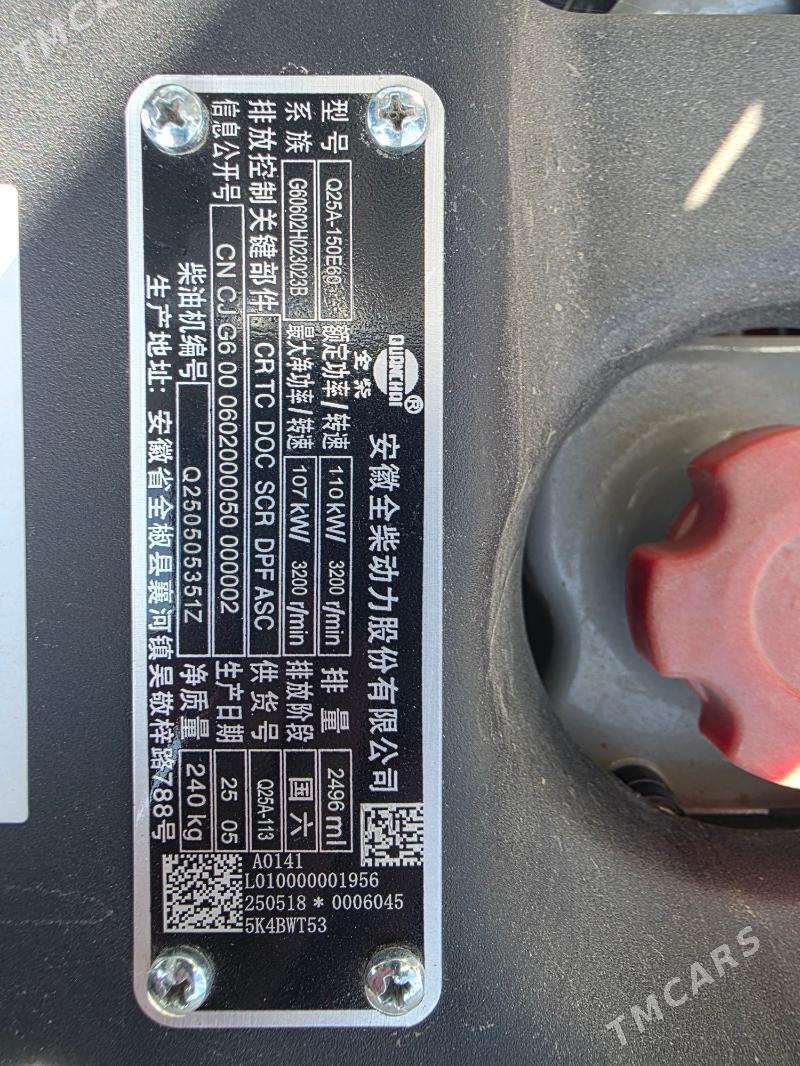 TMCARS
QUANCHAI ®
全柴
安徽全柴动力股份有限公司
型号 Q25A-150E60 额定功率/转速 110 kW/ 3200 r/min 排量 2496 ml
系族 G60602H023023B 最大净功率/转速 107 kW/ 3200 r/min 排放阶段 国六
排放控制关键部件 CR TC DOC SCR DPF ASC 供货号 Q25A-113
信息公开号 CN CJ G6 00 0602000050 000002 生产日期 25 05
柴油机编号 Q250505351Z 净质量 240 kg
生产地址: 安徽省全椒县襄河镇吴敬梓路788号
A0141
L010000001956
250518 * 0006045
5K4BWT53
TMCARS